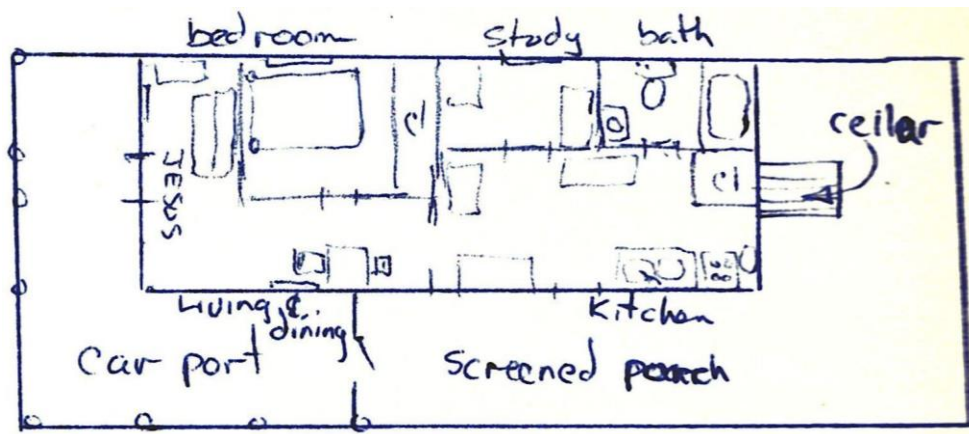 bedroom study bath
cl
cellar
JESUS
cl
Living &
dining
Kitchen
Car port
Screened porch